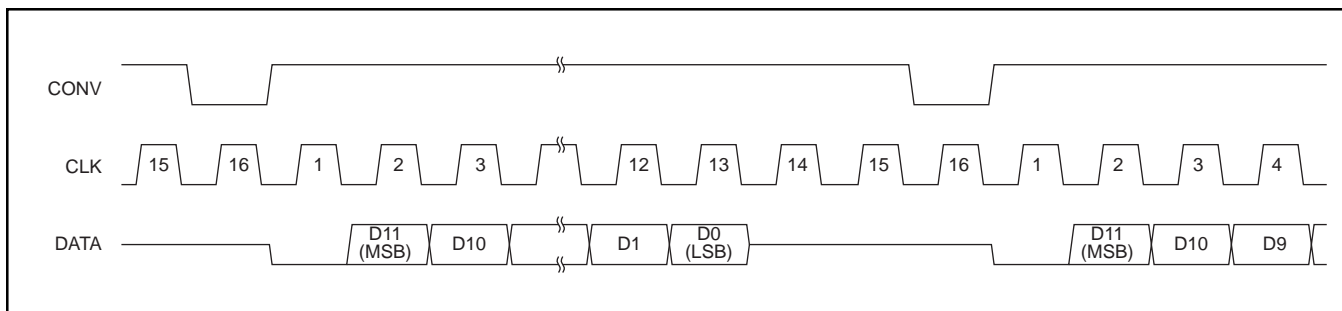 CONV
CLK 15 16 1 2 3 12 13 14 15 16 1 2 3 4
DATA D11 (MSB) D10 D1 D0 (LSB) D11 (MSB) D10 D9